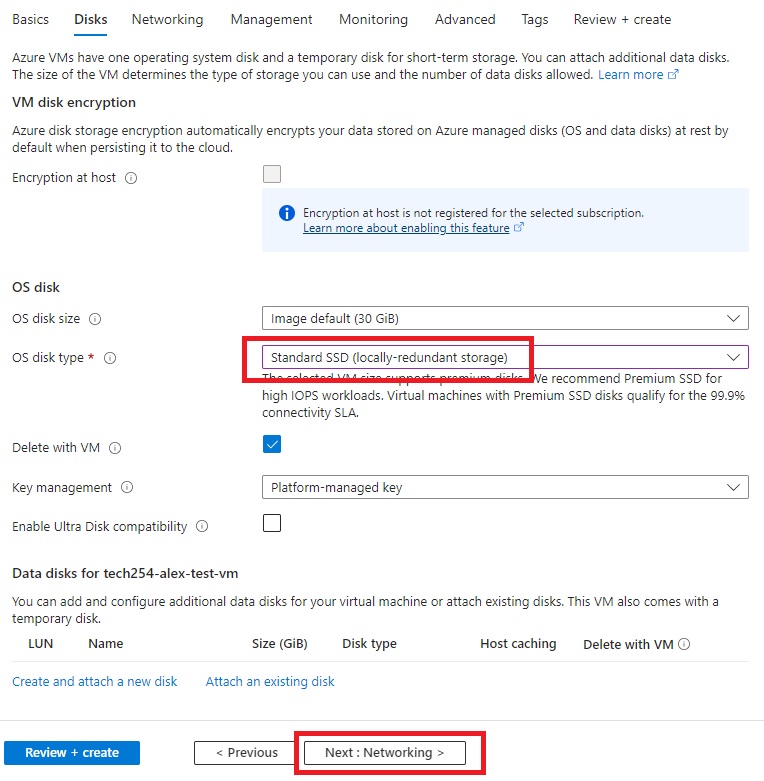 Basics Disks Networking Management Monitoring Advanced Tags Review + create
Azure VMs have one operating system disk and a temporary disk for short-term storage. You can attach additional data disks.
The size of the VM determines the type of storage you can use and the number of data disks allowed. Learn more
VM disk encryption
Azure disk storage encryption automatically encrypts your data stored on Azure managed disks (OS and data disks) at rest by
default when persisting it to the cloud.
Encryption at host
Encryption at host is not registered for the selected subscription.
Learn more about enabling this feature
OS disk
OS disk size Image default (30 GiB)
OS disk type * Standard SSD (locally-redundant storage)
The selected VM size supports premium disks. We recommend Premium SSD for
high IOPS workloads. Virtual machines with Premium SSD disks qualify for the 99.9%
connectivity SLA.
Delete with VM
Key management Platform-managed key
Enable Ultra Disk compatibility
Data disks for tech254-alex-test-vm
You can add and configure additional data disks for your virtual machine or attach existing disks. This VM also comes with a
temporary disk.
LUN Name Size (GiB) Disk type Host caching Delete with VM
Create and attach a new disk Attach an existing disk
Review + create < Previous Next : Networking >